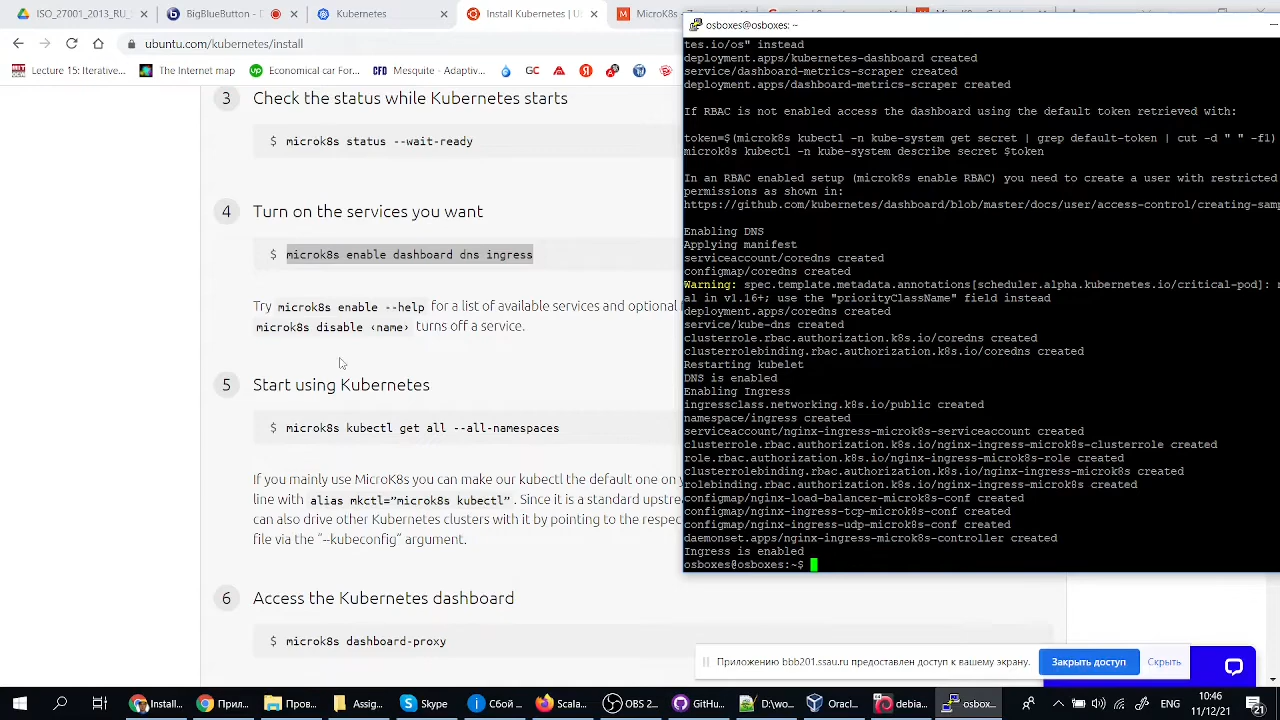 ISO_27001_2013_
Bitnami
Install Kubernetes | U
MicroK8s
ubuntu.com/kubernetes/install
Lecture Tracking -
Internet map
Economical Forc
Module: Adaptive
GC
3 Check the status while Kubernetes starts
$ microk8s status --wait-ready
4 Turn on the services you want
$ microk8s enable dashboard dns ingress
Try microk8s enable --help for a list of available services and optional
microk8s disable ‹name› turns off a service.
5 Start using Kubernetes
$ microk8s kubectl get all --all-namespaces
If you mainly use MicroK8s you can make our kubectl the default one on y
line with alias mkctl="microk8s kubectl". Since it is a standard upstre
can also drive other Kubernetes clusters with it by pointing to the respec
file via the "--kubeconfig" argument.
6 Access the Kubernetes dashboard
$ microk8s dashboard-proxy
osboxes@osboxes: ~
tes.io/os" instead
deployment.apps/kubernetes-dashboard created
service/dashboard-metrics-scraper created
deployment.apps/dashboard-metrics-scraper created
If RBAC is not enabled access the dashboard using the default token retrieved with:
token=$(microk8s kubectl -n kube-system get secret | grep default-token | cut -d " " -f1)
microk8s kubectl -n kube-system describe secret $token
In an RBAC enabled setup (microk8s enable RBAC) you need to create a user with restricted
permissions as shown in:
https://github.com/kubernetes/dashboard/blob/master/docs/user/access-control/creating-samp
Enabling DNS
Applying manifest
serviceaccount/coredns created
configmap/coredns created
Warning: spec.template.metadata.annotations[scheduler.alpha.kubernetes.io/critical-pod]: n
al in v1.16+; use the "priorityClassName" field instead
deployment.apps/coredns created
service/kube-dns created
clusterrole.rbac.authorization.k8s.io/coredns created
clusterrolebinding.rbac.authorization.k8s.io/coredns created
Restarting kubelet
DNS is enabled
Enabling Ingress
ingressclass.networking.k8s.io/public created
namespace/ingress created
serviceaccount/nginx-ingress-microk8s-serviceaccount created
clusterrole.rbac.authorization.k8s.io/nginx-ingress-microk8s-clusterrole created
role.rbac.authorization.k8s.io/nginx-ingress-microk8s-role created
clusterrolebinding.rbac.authorization.k8s.io/nginx-ingress-microk8s created
rolebinding.rbac.authorization.k8s.io/nginx-ingress-microk8s created
configmap/nginx-load-balancer-microk8s-conf created
configmap/nginx-ingress-tcp-microk8s-conf created
configmap/nginx-ingress-udp-microk8s-conf created
daemonset.apps/nginx-ingress-microk8s-controller created
Ingress is enabled
osboxes@osboxes:~$
Приложению bbb201.ssau.ru предоставлен доступ к вашему экрану.
Закрыть доступ
Скрыть
Solid...
OBS 2...
GitHu...
D:\wo...
Oracl...
debia...
osbox...
ENG
10:46
11/12/21
21